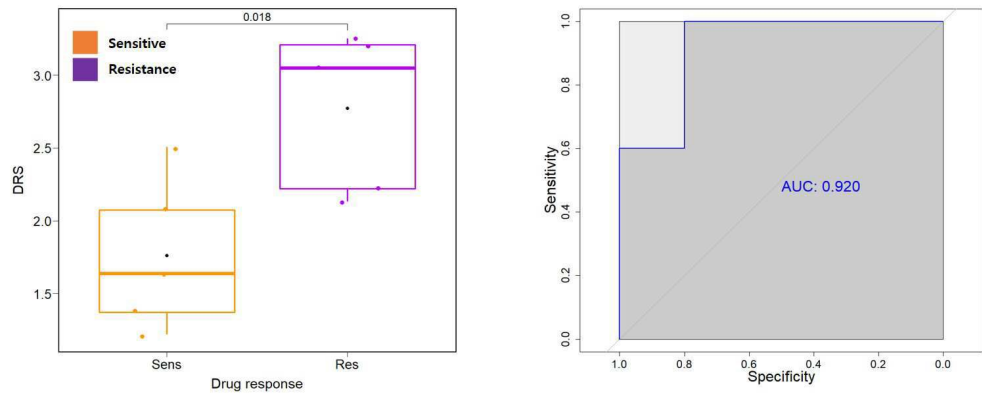 0.018
Sensitive
Resistance
3.0
2.5
2.0
1.5
DRS
Sens Res
Drug response
1.0
0.8
0.6
0.4
0.2
0.0
Sensitivity
AUC: 0.920
1.0 0.8 0.6 0.4 0.2 0.0
Specificity